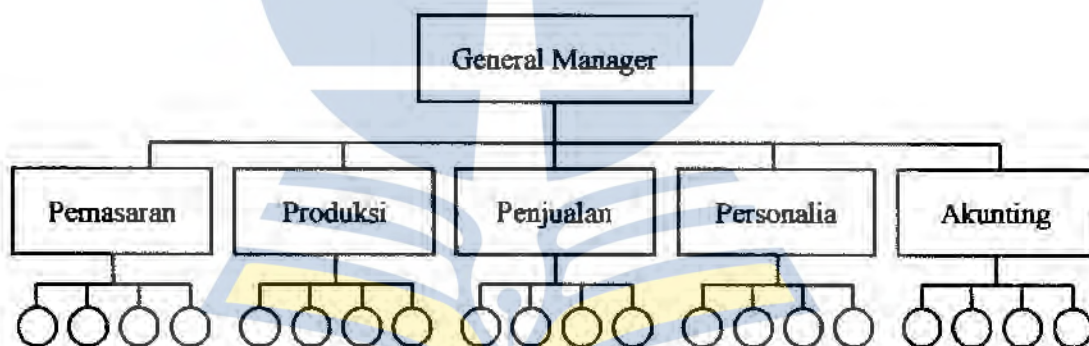 General Manager
Pemasaran
Produksi
Penjualan
Personalia
Akunting